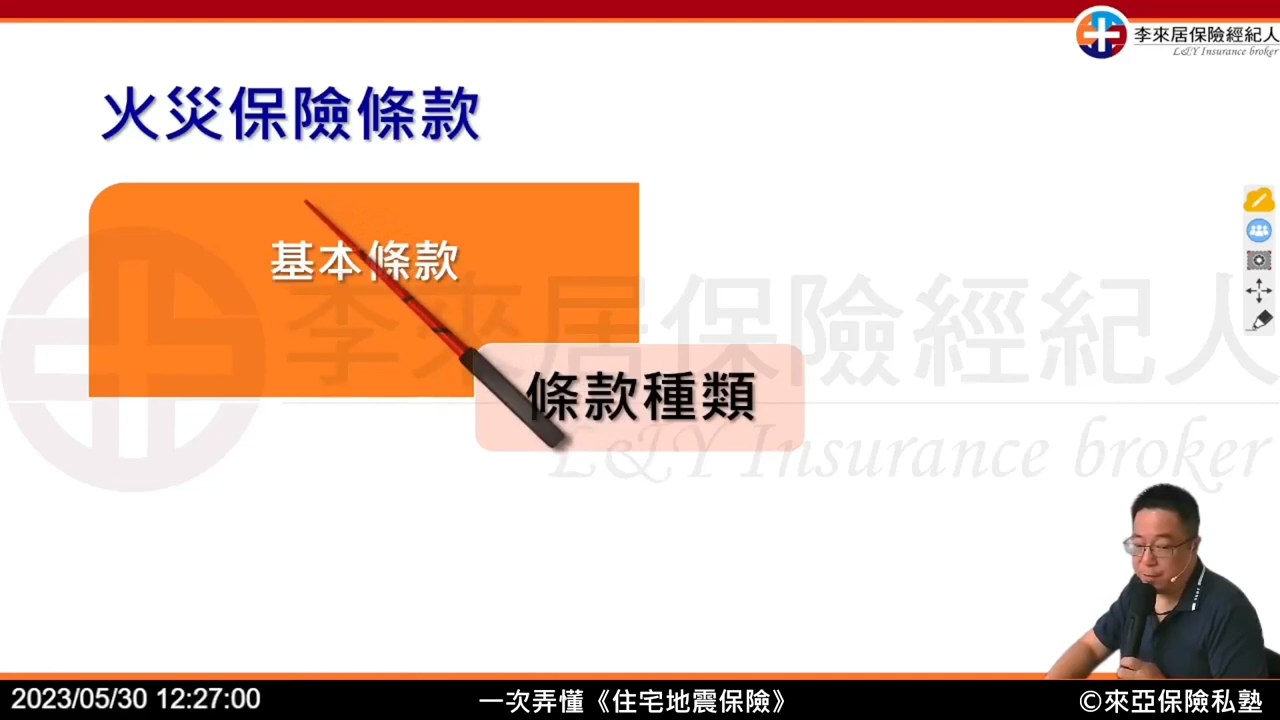 李來居保險經紀人
L&Y Insurance broker
火災保險條款
基本條款
條款種類
李來居保險經紀人
L&Y Insurance broker
2023/05/30 12:27:00
一次弄懂《住宅地震保險》
©來亞保險私塾